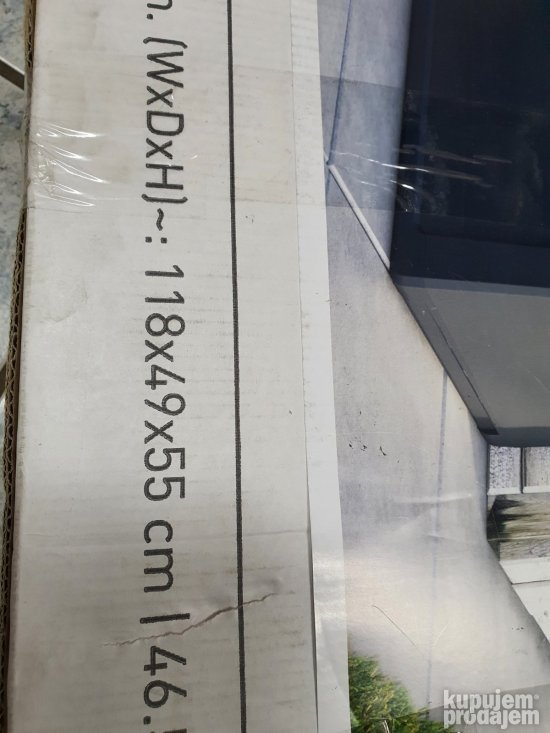 . (WxDxH)~: 118x49x55 cm | 46.
kupujem
prodajem